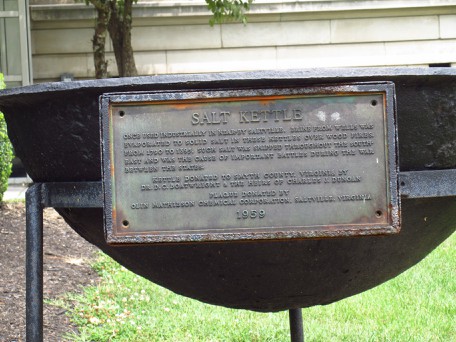 SALT KETTLE
ONCE USED INDUSTRIALLY IN NEARBY SALTVILLE. BRINE FROM WELLS WAS
EVAPORATED TO SOLID SALT IN THESE KETTLES OVER WOOD FIRES
FROM 1790 TO SUCH SALT WAS THROUGHOUT THE SOUTH-
EAST AND WAS THE CAUSE OF IMPORTANT BATTLES DURING THE WAR
BETWEEN THE STATES.
KETTLE DONATED TO SMYTH COUNTY, VIRGINIA BY
DR. D. C. BOATWRIGHT & THE HEIRS OF CHARLES C. DUNCAN
PLAQUE DONATED BY
OLIN MATHIESON CHEMICAL CORPORATION, SALTVILLE, VIRGINIA
1959